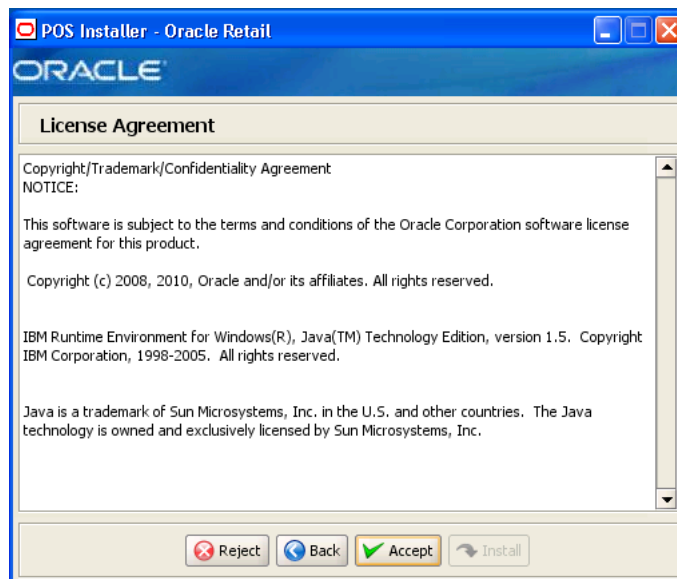 POS Installer - Oracle Retail
ORACLE
License Agreement
Copyright/Trademark/Confidentiality Agreement
NOTICE:
This software is subject to the terms and conditions of the Oracle Corporation software license
agreement for this product.
Copyright (c) 2008, 2010, Oracle and/or its affiliates. All rights reserved.
IBM Runtime Environment for Windows(R), Java(TM) Technology Edition, version 1.5.  Copyright
IBM Corporation, 1998-2005.  All rights reserved.
Java is a trademark of Sun Microsystems, Inc. in the U.S. and other countries.  The Java
technology is owned and exclusively licensed by Sun Microsystems, Inc.
Reject Back Accept Install